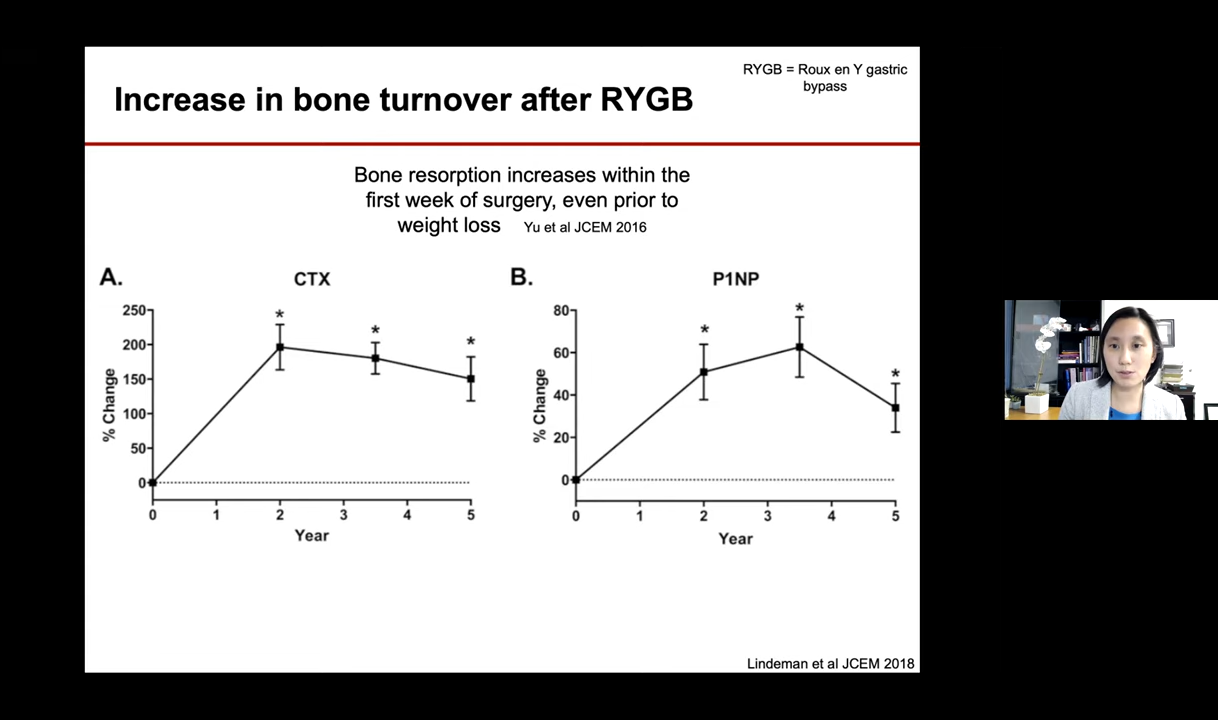 RYGB = Roux en Y gastric
bypass
Increase in bone turnover after RYGB
Bone resorption increases within the
first week of surgery, even prior to
weight loss Yu et al JCEM 2016
A. CTX
250
200
150
100
50
0
% Change
* * *
0 1 2 3 4 5
Year
B. P1NP
80
60
40
20
0
% Change
* * *
0 1 2 3 4 5
Year
Lindeman et al JCEM 2018